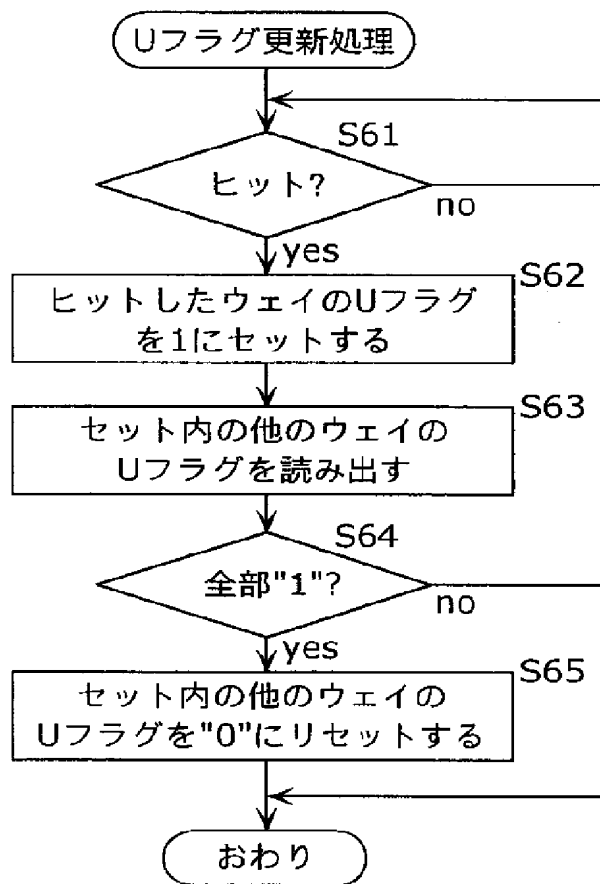 Uフラグ更新処理
S61
ヒット?
no
yes
S62
ヒットしたウェイのUフラグ
を1にセットする
S63
セット内の他のウェイの
Uフラグを読み出す
S64
全部"1"?
no
yes
S65
セット内の他のウェイの
Uフラグを"0"にリセットする
おわり